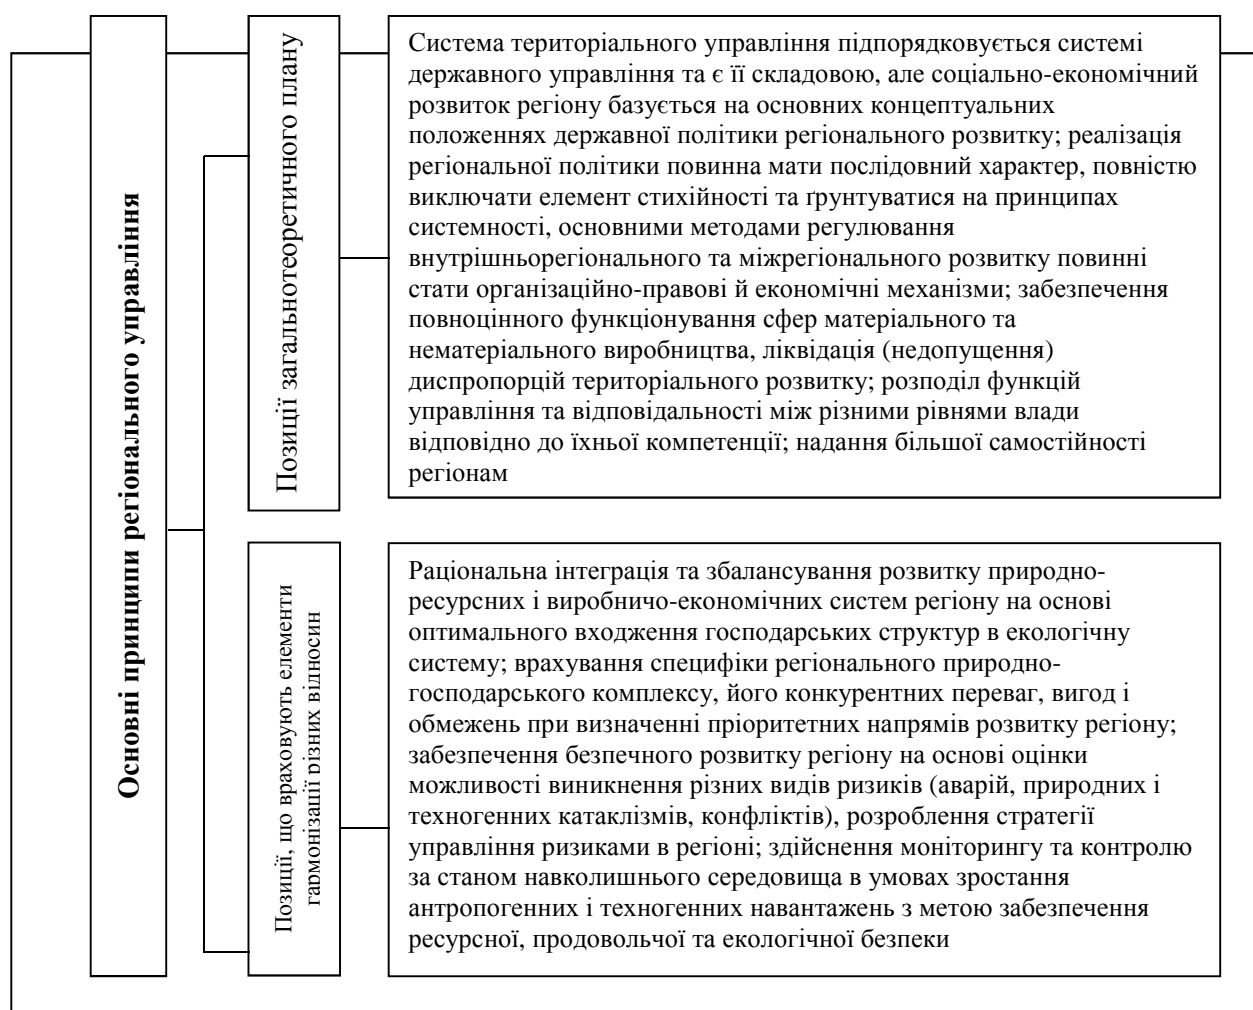 Основні принципи регіонального управління
Позиції загальнотеоретичного плану
Система територіального управління підпорядковується системі
державного управління та є її складовою, але соціально-економічний
розвиток регіону базується на основних концептуальних
положеннях державної політики регіонального розвитку; реалізація
регіональної політики повинна мати послідовний характер, повністю
виключати елемент стихійності та ґрунтуватися на принципах
системності, основними методами регулювання
внутрішньорегіонального та міжрегіонального розвитку повинні
стати організаційно-правові й економічні механізми; забезпечення
повноцінного функціонування сфер матеріального та
нематеріального виробництва, ліквідація (недопущення)
диспропорцій територіального розвитку; розподіл функцій
управління та відповідальності між різними рівнями влади
відповідно до їхньої компетенції; надання більшої самостійності
регіонам
Позиції, що враховують елементи
гармонізації різних відносин
Раціональна інтеграція та збалансування розвитку природно-
ресурсних і виробничо-економічних систем регіону на основі
оптимального входження господарських структур в екологічну
систему; врахування специфіки регіонального природно-
господарського комплексу, його конкурентних переваг, вигод і
обмежень при визначенні пріоритетних напрямів розвитку регіону;
забезпечення безпечного розвитку регіону на основі оцінки
можливості виникнення різних видів ризиків (аварій, природних і
техногенних катаклізмів, конфліктів), розроблення стратегії
управління ризиками в регіоні; здійснення моніторингу та контролю
за станом навколишнього середовища в умовах зростання
антропогенних і техногенних навантажень з метою забезпечення
ресурсної, продовольчої та екологічної безпеки